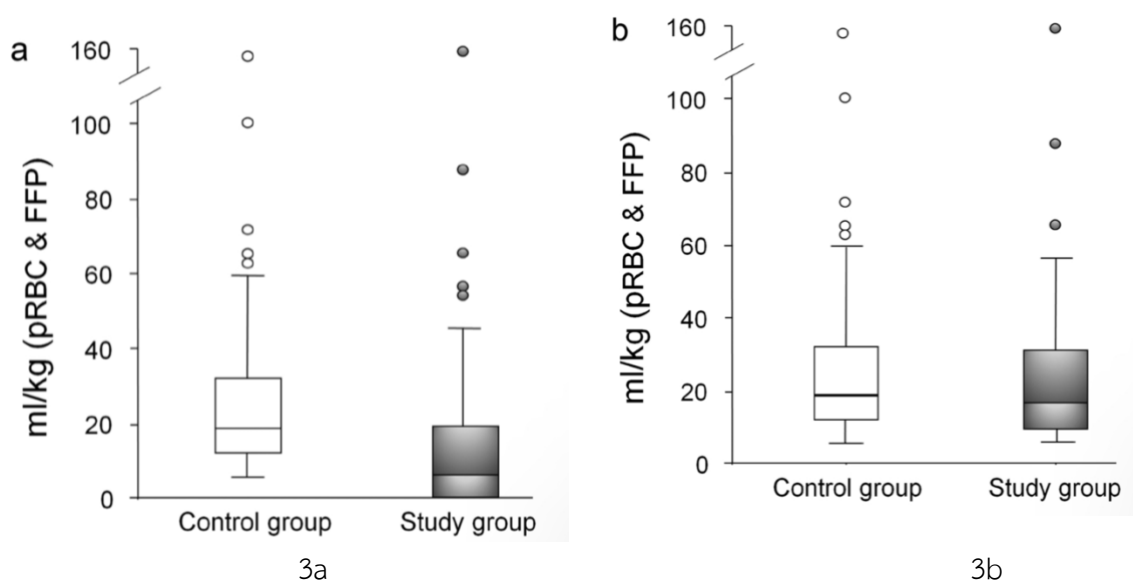 a
160
100
80
60
40
20
0
ml/kg (pRBC & FFP)
Control group
Study group
3a
b
160
100
80
60
40
20
0
ml/kg (pRBC & FFP)
Control group
Study group
3b